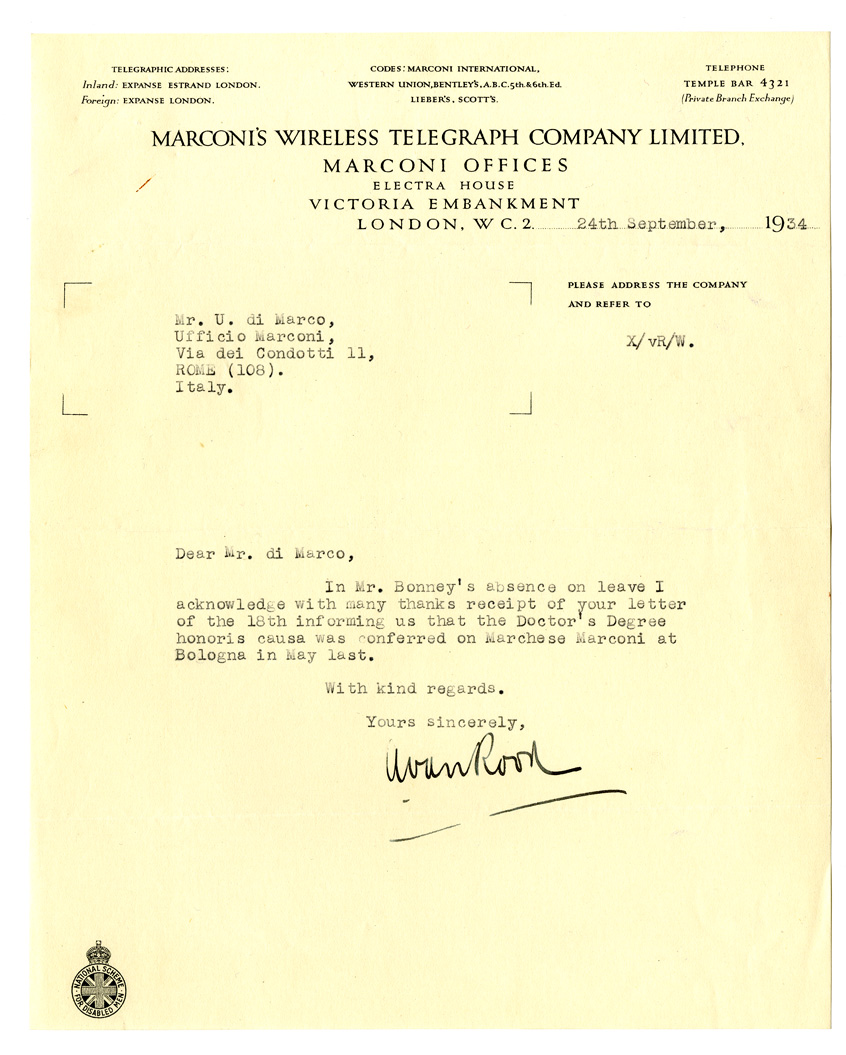 TELEGRAPHIC ADDRESSES:
Inland: EXPANSE ESTRAND LONDON.
Foreign: EXPANSE LONDON.
CODES: MARCONI INTERNATIONAL,
WESTERN UNION, BENTLEY'S, A.B.C. 5th. & 6th. Ed.
LIEBER'S, SCOTT'S.
TELEPHONE
TEMPLE BAR 4321
(Private Branch Exchange)
MARCONI'S WIRELESS TELEGRAPH COMPANY LIMITED,
MARCONI OFFICES
ELECTRA HOUSE
VICTORIA EMBANKMENT
LONDON, W C. 2. 24th September, 1934
PLEASE ADDRESS THE COMPANY
AND REFER TO
X/vR/W.
Mr. U. di Marco,
Ufficio Marconi,
Via dei Condotti 11,
ROME (108).
Italy.
Dear Mr. di Marco,
In Mr. Bonney's absence on leave I
acknowledge with many thanks receipt of your letter
of the 18th informing us that the Doctor's Degree
honoris causa was conferred on Marchese Marconi at
Bologna in May last.
With kind regards.
Yours sincerely,
NATIONAL SCHEME
FOR DISABLED MEN